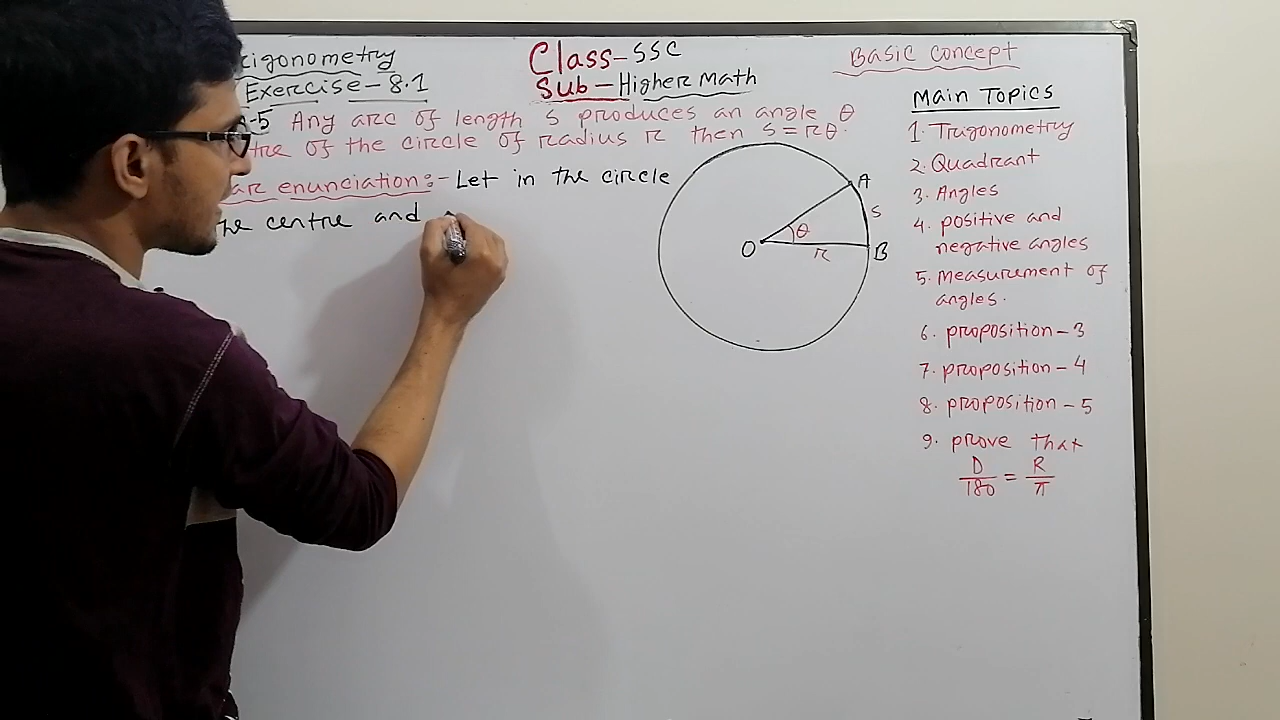 igonometry
Exercise-8.1
Class-SSC
Sub-Higher Math
Basic concept
-5 Any arc of length s produces an angle θ
tre of the circle of radius r then s=rθ.
ar enunciation:- Let in the circle
he centre and
A
s
θ
O
r
B
Main Topics
1. Trigonometry
2. Quadrant
3. Angles
4. positive and
negative angles
5. Measurement of
angles.
6. proposition-3
7. proposition-4
8. proposition-5
9. prove that
D/180 = R/π